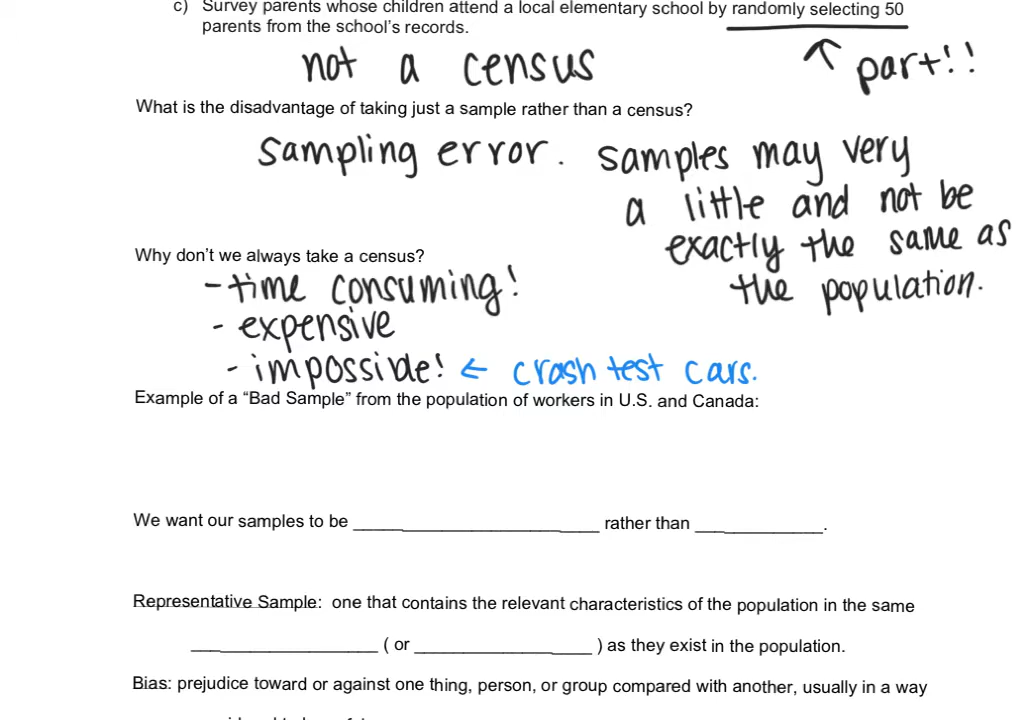 c) Survey parents whose children attend a local elementary school by randomly selecting 50
parents from the school's records.
not a census ↖ part!!
What is the disadvantage of taking just a sample rather than a census?
sampling error. samples may very
a little and not be
exactly the same as
the population.
Why don't we always take a census?
- time consuming!
- expensive
- impossible! ← crash test cars.
Example of a “Bad Sample” from the population of workers in U.S. and Canada:
We want our samples to be ____________________ rather than ____________.
Representative Sample: one that contains the relevant characteristics of the population in the same
____________________ ( or ____________________ ) as they exist in the population.
Bias: prejudice toward or against one thing, person, or group compared with another, usually in a way